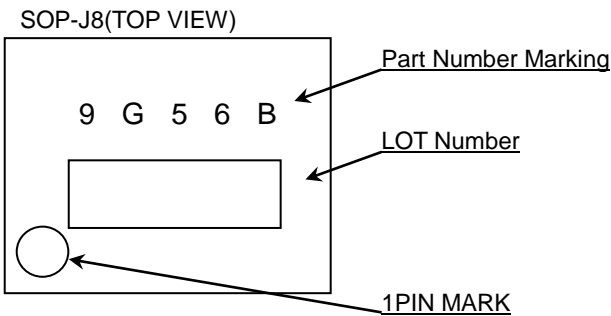 SOP-J8(TOP VIEW)
Part Number Marking
9 G 5 6 B
LOT Number
1PIN MARK